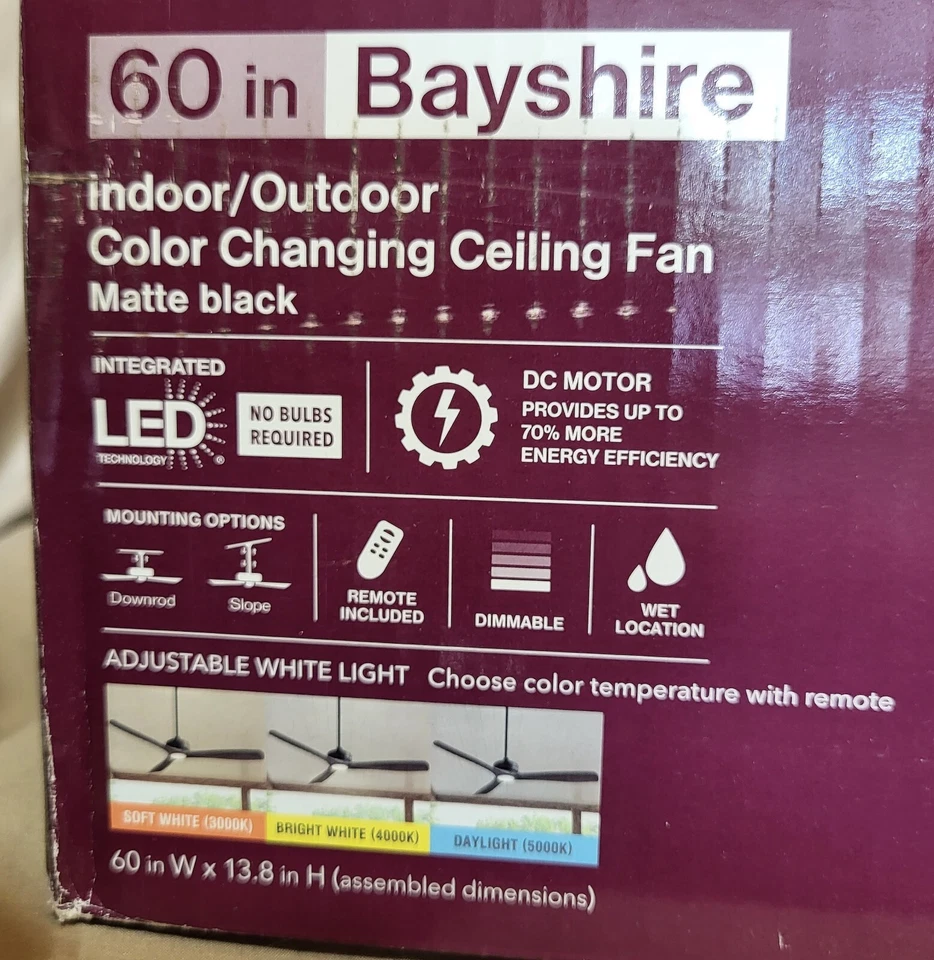 60 in Bayshire
Indoor/Outdoor
Color Changing Ceiling Fan
Matte black
INTEGRATED
LED
TECHNOLOGY ®
NO BULBS
REQUIRED
DC MOTOR
PROVIDES UP TO
70% MORE
ENERGY EFFICIENCY
MOUNTING OPTIONS
Downrod
Slope
REMOTE
INCLUDED
DIMMABLE
WET
LOCATION
ADJUSTABLE WHITE LIGHT Choose color temperature with remote
SOFT WHITE (3000K)
BRIGHT WHITE (4000K)
DAYLIGHT (5000K)
60 in W x 13.8 in H (assembled dimensions)